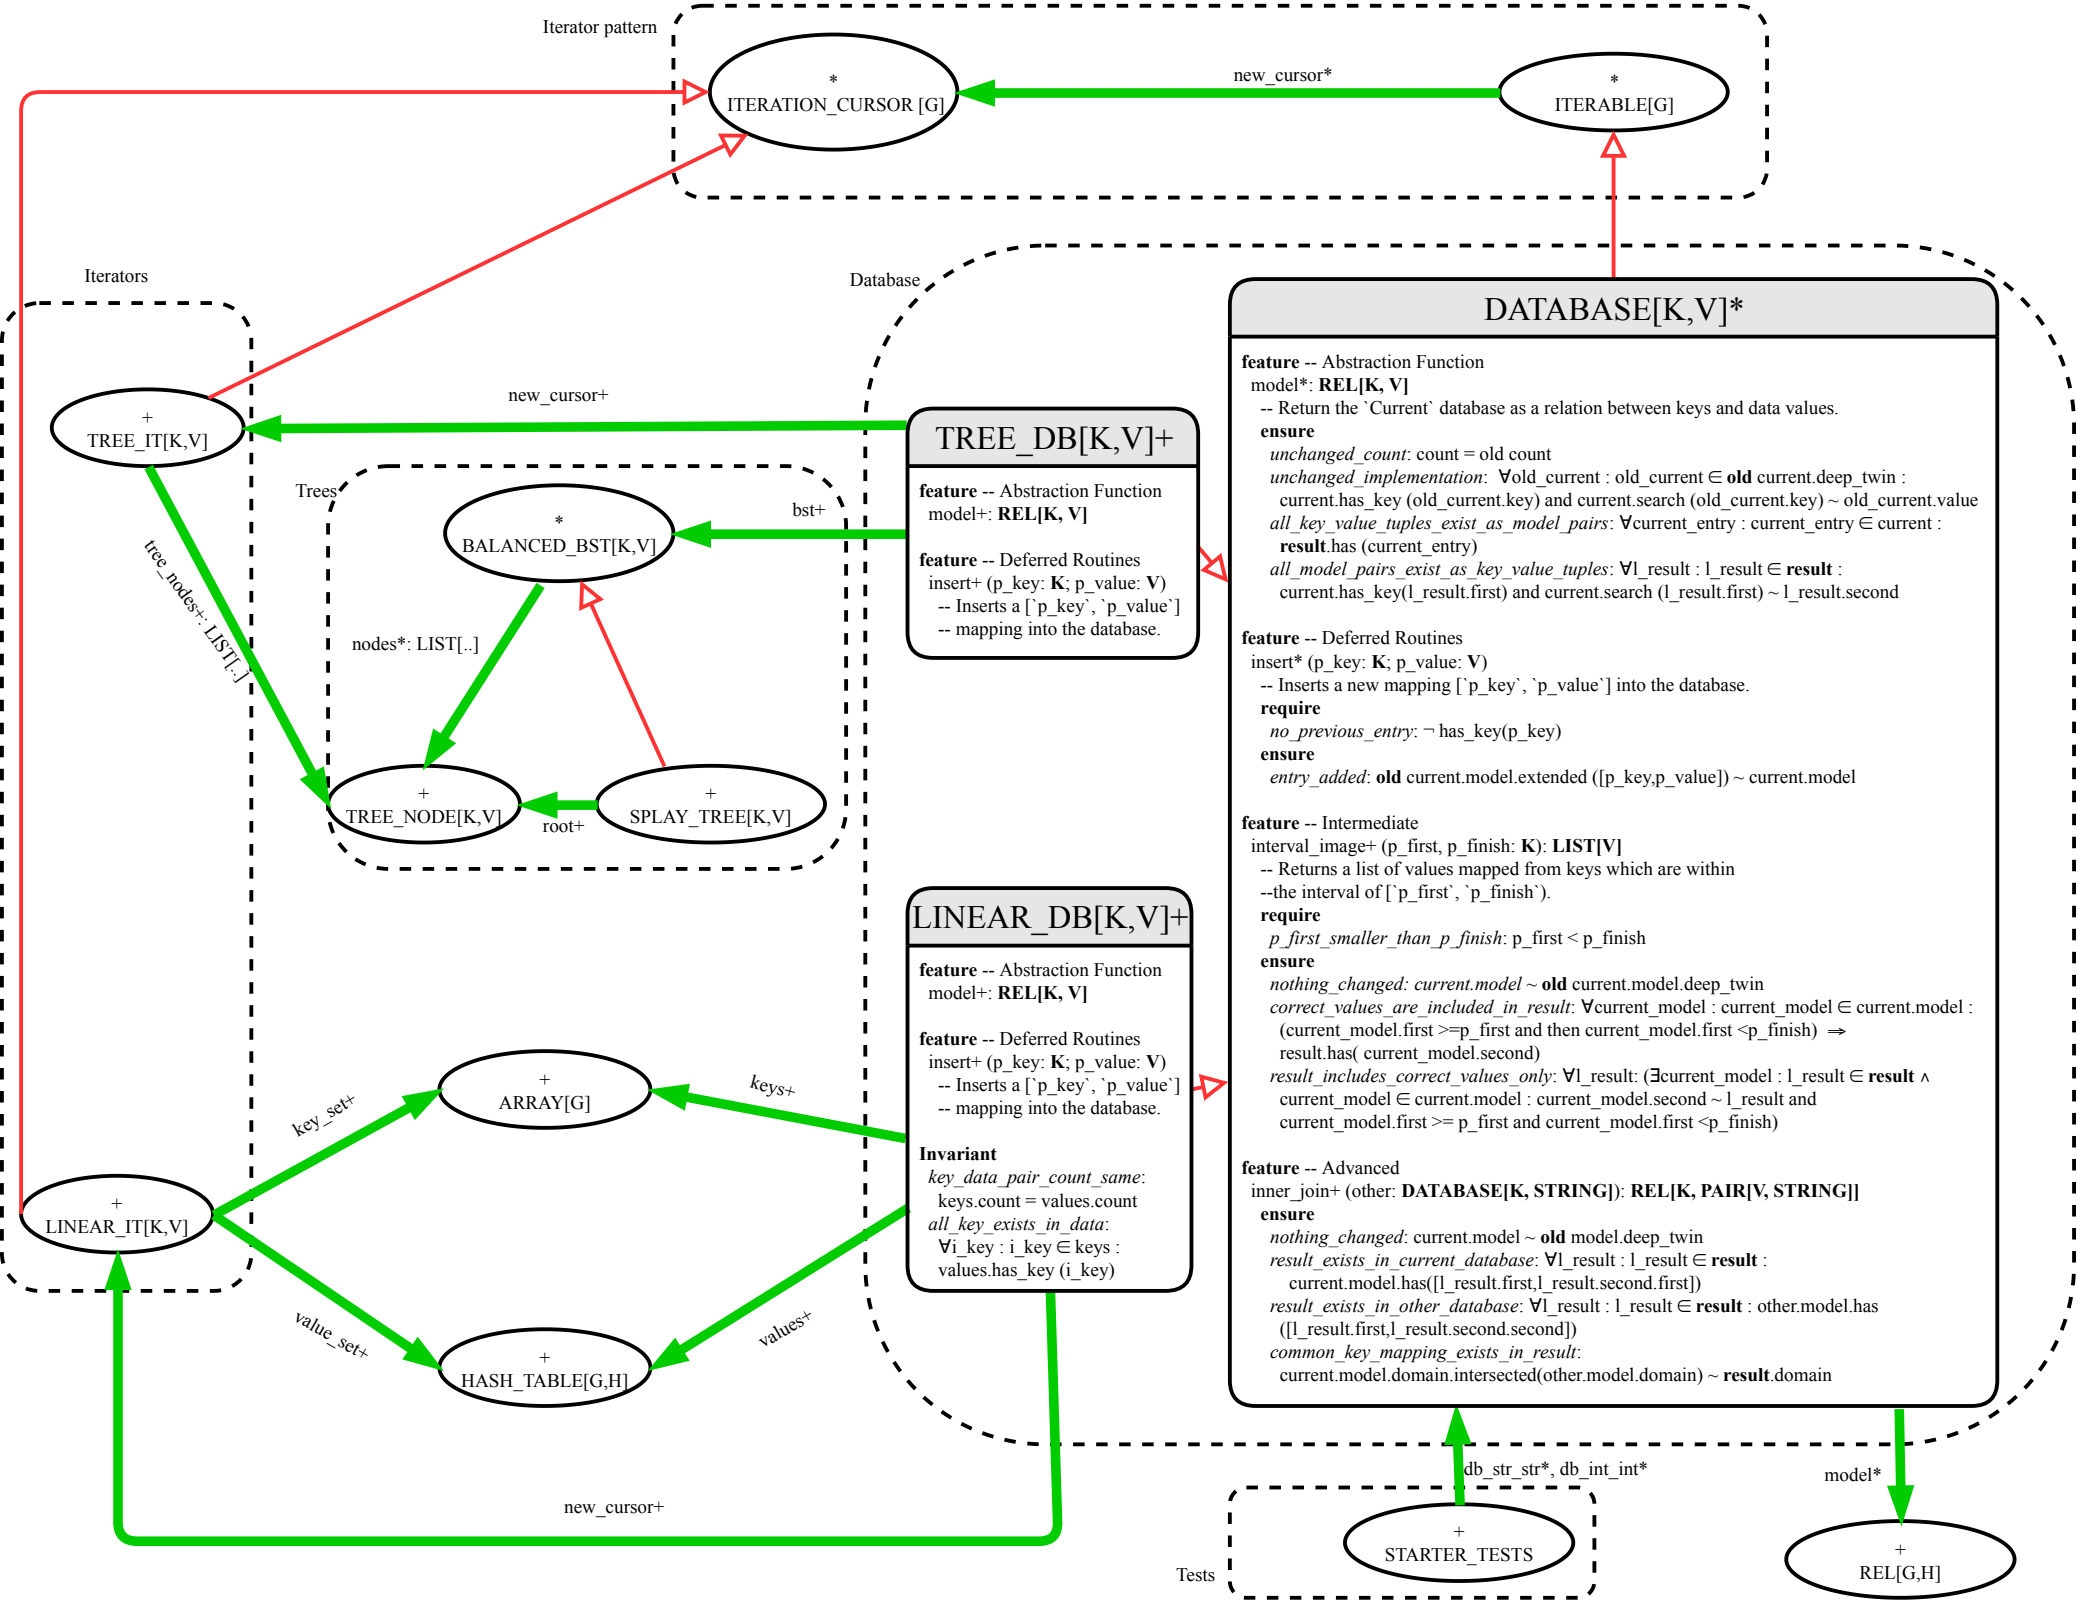 Iterator pattern
*
ITERATION_CURSOR [G]
new_cursor*
*
ITERABLE[G]
Iterators
Database
+
TREE_IT[K,V]
new_cursor+
tree_nodes+: LIST[..]
Trees
*
BALANCED_BST[K,V]
bst+
nodes*: LIST[..]
+
TREE_NODE[K,V]
root+
+
SPLAY_TREE[K,V]
TREE_DB[K,V]+
feature -- Abstraction Function
model+: REL[K, V]
feature -- Deferred Routines
insert+ (p_key: K; p_value: V)
-- Inserts a [`p_key`, `p_value`]
-- mapping into the database.
LINEAR_DB[K,V]+
feature -- Abstraction Function
model+: REL[K, V]
feature -- Deferred Routines
insert+ (p_key: K; p_value: V)
-- Inserts a [`p_key`, `p_value`]
-- mapping into the database.
Invariant
key_data_pair_count_same:
keys.count = values.count
all_key_exists_in_data:
∀i_key : i_key ∈ keys :
values.has_key (i_key)
+
ARRAY[G]
keys+
key_set+
+
LINEAR_IT[K,V]
value_set+
+
HASH_TABLE[G,H]
values+
new_cursor+
DATABASE[K,V]*
feature -- Abstraction Function
model*: REL[K, V]
-- Return the `Current` database as a relation between keys and data values.
ensure
unchanged_count: count = old count
unchanged_implementation: ∀old_current : old_current ∈ old current.deep_twin :
current.has_key (old_current.key) and current.search (old_current.key) ~ old_current.value
all_key_value_tuples_exist_as_model_pairs: ∀current_entry : current_entry ∈ current :
result.has (current_entry)
all_model_pairs_exist_as_key_value_tuples: ∀l_result : l_result ∈ result :
current.has_key(l_result.first) and current.search (l_result.first) ~ l_result.second
feature -- Deferred Routines
insert* (p_key: K; p_value: V)
-- Inserts a new mapping [`p_key`, `p_value`] into the database.
require
no_previous_entry: ¬ has_key(p_key)
ensure
entry_added: old current.model.extended ([p_key,p_value]) ~ current.model
feature -- Intermediate
interval_image+ (p_first, p_finish: K): LIST[V]
-- Returns a list of values mapped from keys which are within
--the interval of [`p_first`, `p_finish`).
require
p_first_smaller_than_p_finish: p_first < p_finish
ensure
nothing_changed: current.model ~ old current.model.deep_twin
correct_values_are_included_in_result: ∀current_model : current_model ∈ current.model :
(current_model.first >=p_first and then current_model.first <p_finish) ⇒
result.has( current_model.second)
result_includes_correct_values_only: ∀l_result: (∃current_model : l_result ∈ result ∧
current_model ∈ current.model : current_model.second ~ l_result and
current_model.first >= p_first and current_model.first <p_finish)
feature -- Advanced
inner_join+ (other: DATABASE[K, STRING]): REL[K, PAIR[V, STRING]]
ensure
nothing_changed: current.model ~ old model.deep_twin
result_exists_in_current_database: ∀l_result : l_result ∈ result :
current.model.has([l_result.first,l_result.second.first])
result_exists_in_other_database: ∀l_result : l_result ∈ result : other.model.has
([l_result.first,l_result.second.second])
common_key_mapping_exists_in_result:
current.model.domain.intersected(other.model.domain) ~ result.domain
db_str_str*, db_int_int*
model*
+
STARTER_TESTS
Tests
+
REL[G,H]